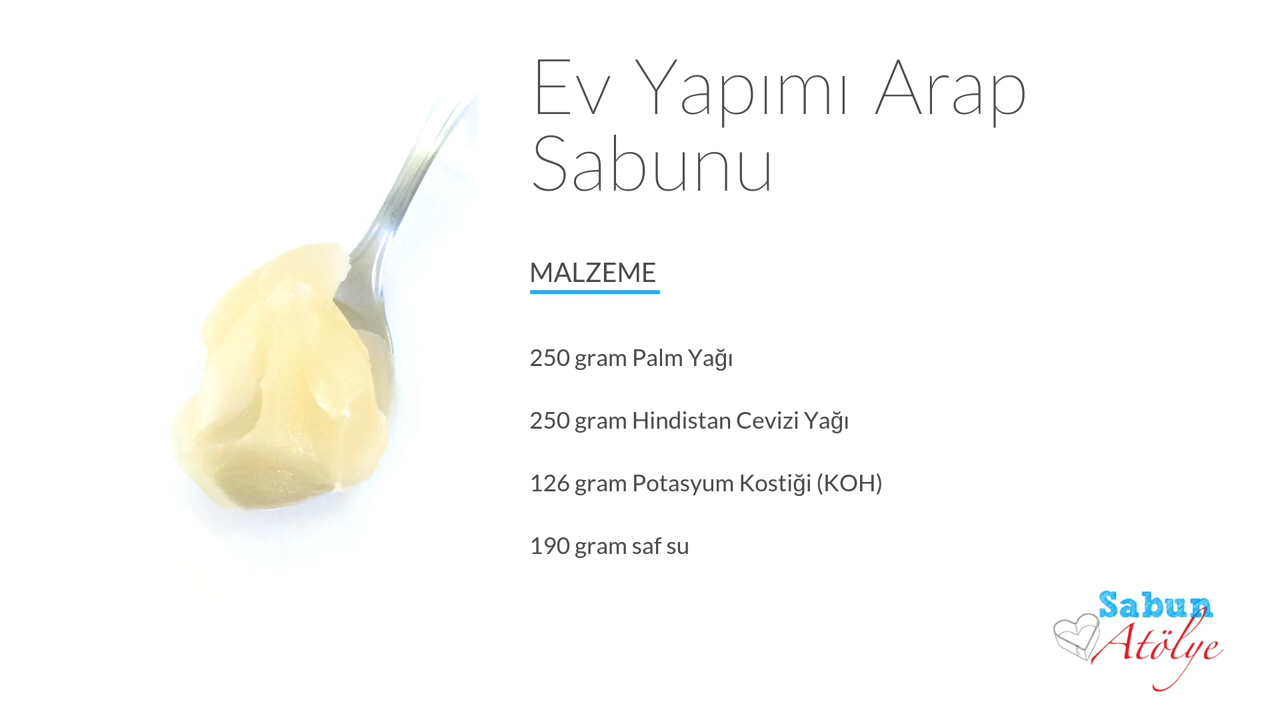 Ev Yapımı Arap
Sabunu
MALZEME
250 gram Palm Yağı
250 gram Hindistan Cevizi Yağı
126 gram Potasyum Kostiği (KOH)
190 gram saf su
Sabun
Atölye